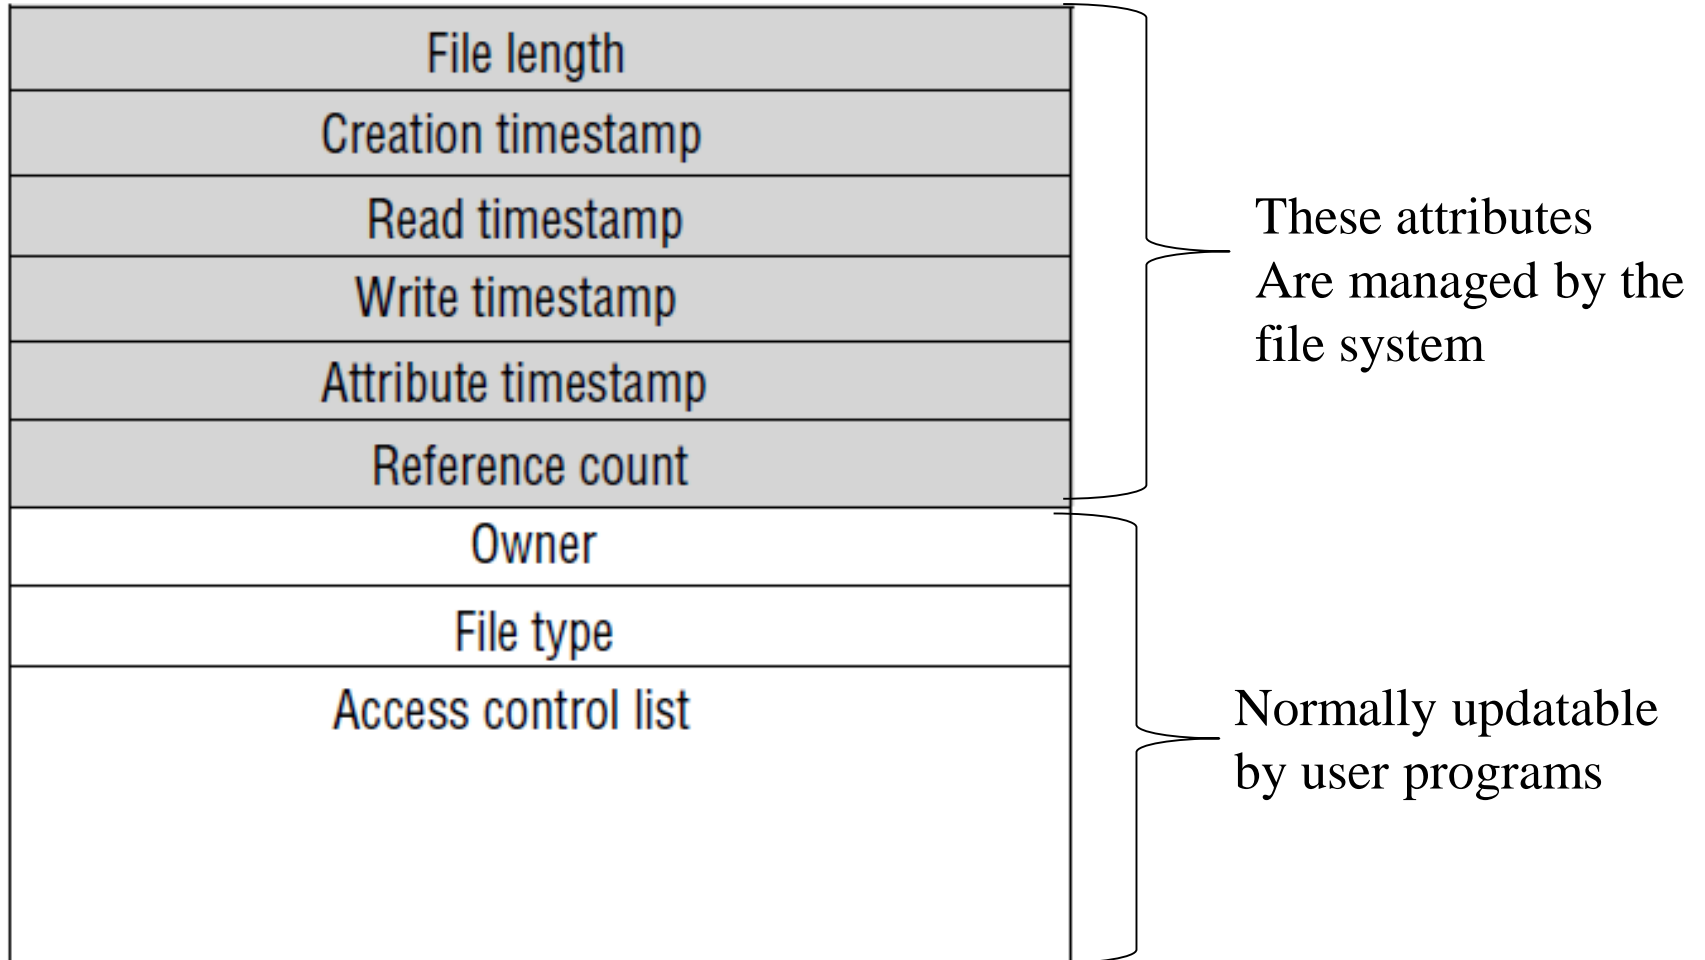 File length
Creation timestamp
Read timestamp
Write timestamp
Attribute timestamp
Reference count
These attributes
Are managed by the
file system
Owner
File type
Access control list
Normally updatable
by user programs